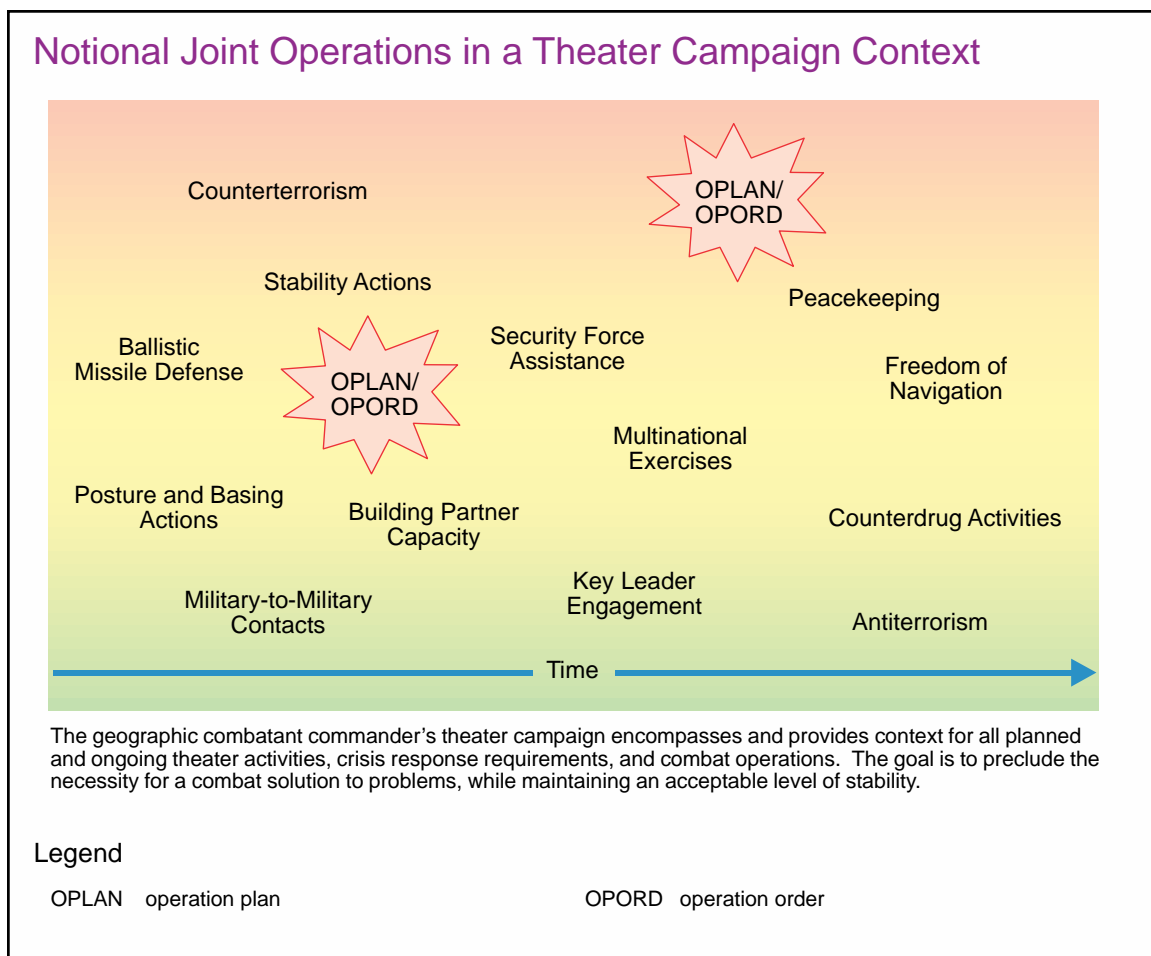 Notional Joint Operations in a Theater Campaign Context
Counterterrorism
OPLAN/
OPORD
Stability Actions
Peacekeeping
Ballistic
Missile Defense
OPLAN/
OPORD
Security Force
Assistance
Freedom of
Navigation
Multinational
Exercises
Posture and Basing
Actions
Building Partner
Capacity
Counterdrug Activities
Military-to-Military
Contacts
Key Leader
Engagement
Antiterrorism
Time
The geographic combatant commander’s theater campaign encompasses and provides context for all planned
and ongoing theater activities, crisis response requirements, and combat operations.  The goal is to preclude the
necessity for a combat solution to problems, while maintaining an acceptable level of stability.
Legend
OPLAN operation plan
OPORD operation order